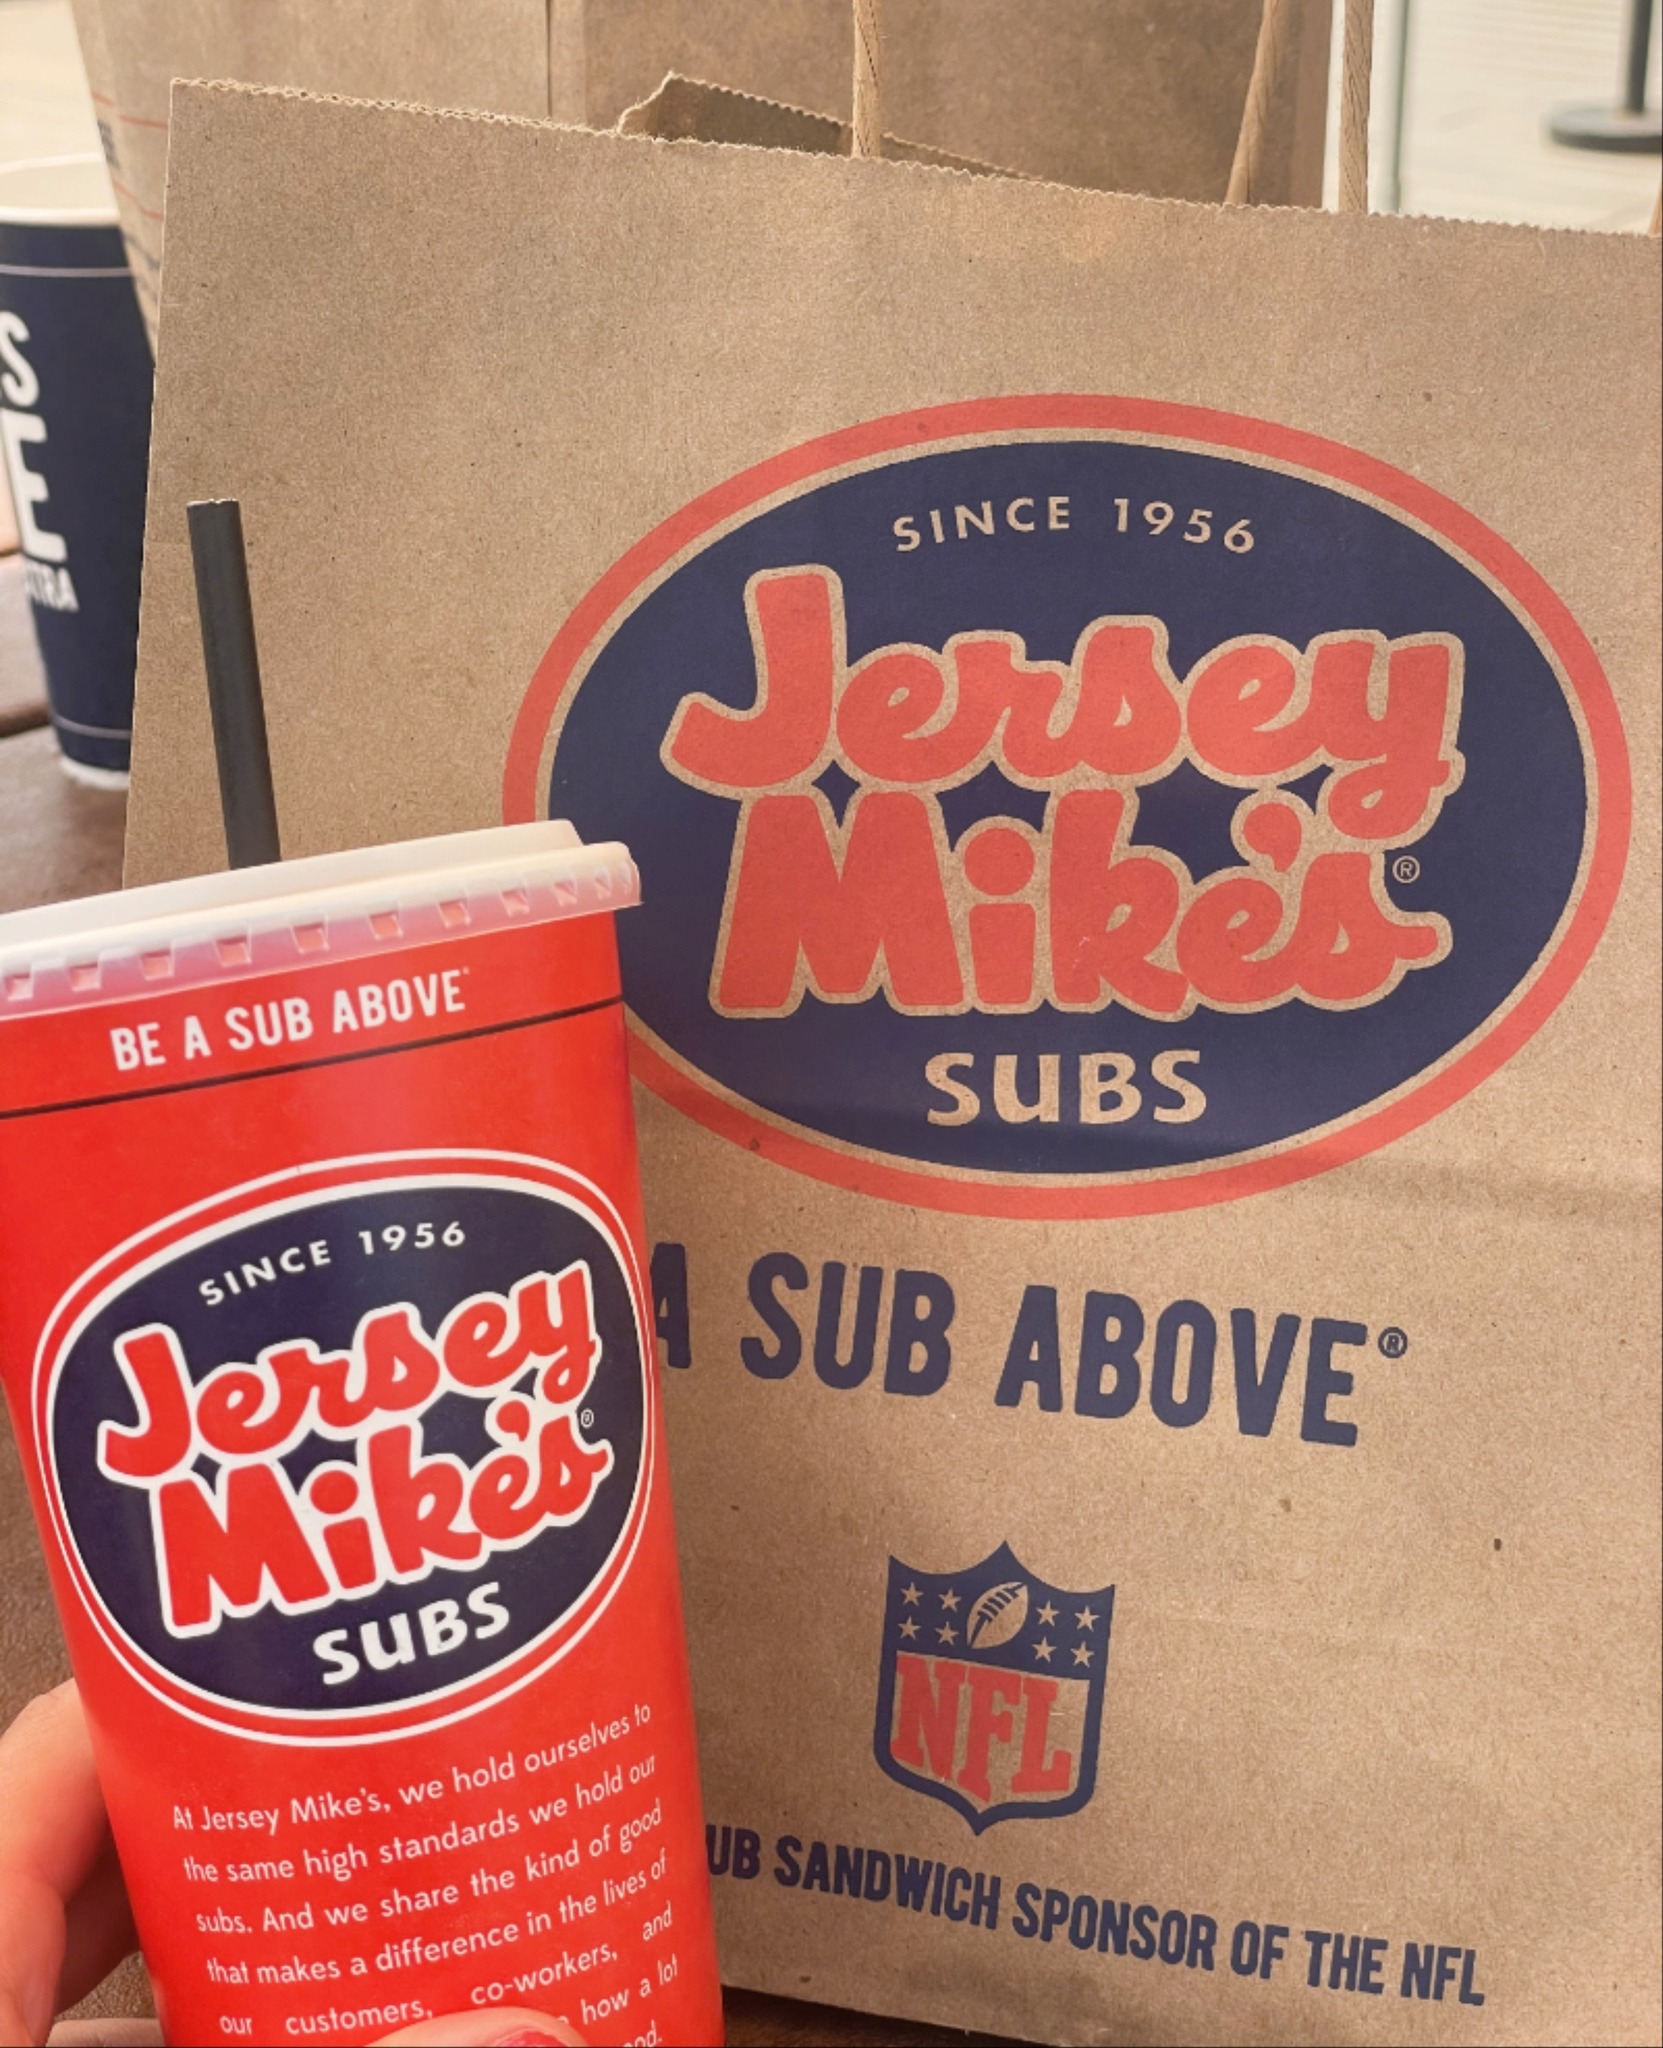 BE A SUB ABOVE®
SINCE 1956
Jersey
Mike's®
SUBS
At Jersey Mike's, we hold ourselves to
the same high standards we hold our
subs. And we share the kind of good
that makes a difference in the lives of
our customers, co-workers, and
how a lot
SINCE 1956
Jersey
Mike's®
SUBS
A SUB ABOVE®
NFL
SANDWICH SPONSOR OF THE NFL